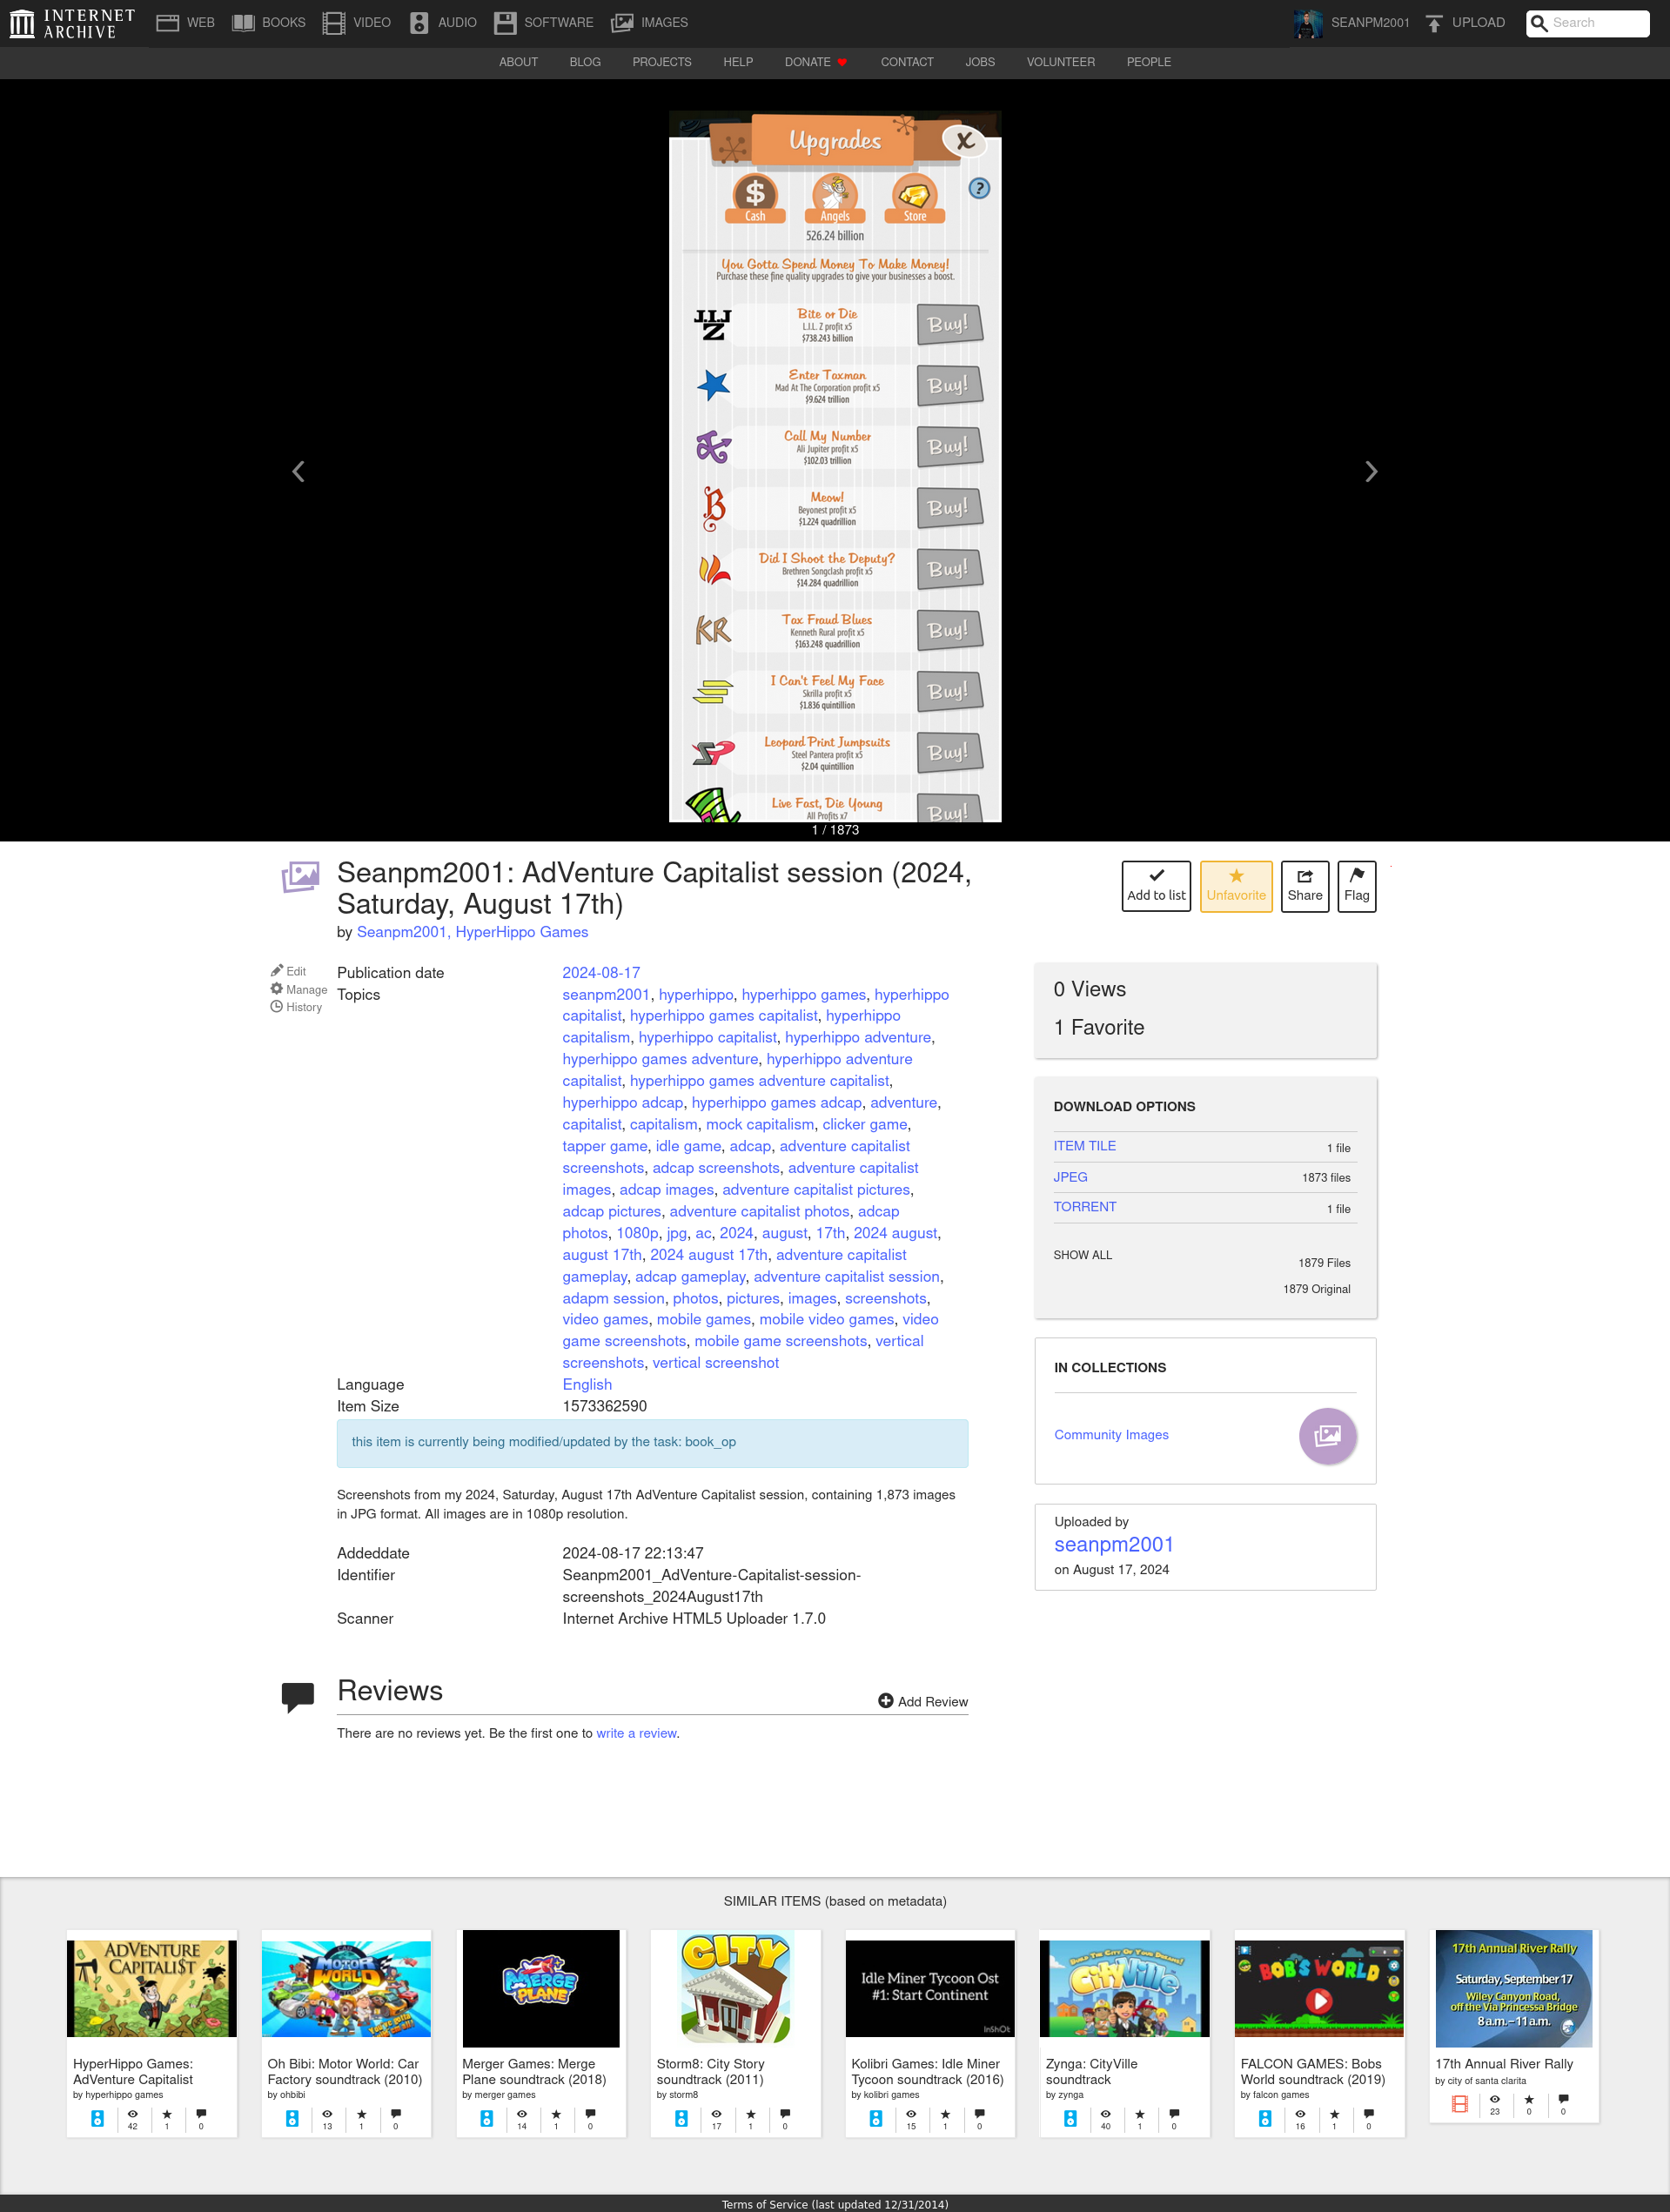 INTERNET
ARCHIVE
WEB BOOKS VIDEO AUDIO SOFTWARE IMAGES SEANPM2001 UPLOAD Search
ABOUT BLOG PROJECTS HELP DONATE CONTACT JOBS VOLUNTEER PEOPLE
Upgrades X
$ ?
Cash Angels Store
526.24 billion
You Gotta Spend Money To Make Money!
Purchase these fine quality upgrades to give your businesses a boost.
Bite or Die
L.I.L. Z profit x5
$738.243 billion
Buy!
Enter Taxman
Mad At The Corporation profit x5
$9.624 trillion
Buy!
Call My Number
Ali Jupiter profit x5
$102.03 trillion
Buy!
Meow!
Beyonest profit x5
$1.224 quadrillion
Buy!
Did I Shoot the Deputy?
Brethren Songclash profit x5
$14.284 quadrillion
Buy!
KR
Tax Fraud Blues
Kenneth Rural profit x5
$163.248 quadrillion
Buy!
I Can't Feel My Face
Skrilla profit x5
$1.836 quintillion
Buy!
SP
Leopard Print Jumpsuits
Steel Pantera profit x5
$2.04 quintillion
Buy!
Live Fast, Die Young
All Profits x7
Buy!
1 / 1873
Seanpm2001: AdVenture Capitalist session (2024,
Saturday, August 17th)
by Seanpm2001, HyperHippo Games
Add to list Unfavorite Share Flag
Edit
Manage
History
Publication date 2024-08-17
Topics seanpm2001, hyperhippo, hyperhippo games, hyperhippo
capitalist, hyperhippo games capitalist, hyperhippo
capitalism, hyperhippo capitalist, hyperhippo adventure,
hyperhippo games adventure, hyperhippo adventure
capitalist, hyperhippo games adventure capitalist,
hyperhippo adcap, hyperhippo games adcap, adventure,
capitalist, capitalism, mock capitalism, clicker game,
tapper game, idle game, adcap, adventure capitalist
screenshots, adcap screenshots, adventure capitalist
images, adcap images, adventure capitalist pictures,
adcap pictures, adventure capitalist photos, adcap
photos, 1080p, jpg, ac, 2024, august, 17th, 2024 august,
august 17th, 2024 august 17th, adventure capitalist
gameplay, adcap gameplay, adventure capitalist session,
adapm session, photos, pictures, images, screenshots,
video games, mobile games, mobile video games, video
game screenshots, mobile game screenshots, vertical
screenshots, vertical screenshot
Language English
Item Size 1573362590
this item is currently being modified/updated by the task: book_op
Screenshots from my 2024, Saturday, August 17th AdVenture Capitalist session, containing 1,873 images
in JPG format. All images are in 1080p resolution.
Addeddate 2024-08-17 22:13:47
Identifier Seanpm2001_AdVenture-Capitalist-session-
screenshots_2024August17th
Scanner Internet Archive HTML5 Uploader 1.7.0
0 Views
1 Favorite
DOWNLOAD OPTIONS
ITEM TILE 1 file
JPEG 1873 files
TORRENT 1 file
SHOW ALL
1879 Files
1879 Original
IN COLLECTIONS
Community Images
Uploaded by
seanpm2001
on August 17, 2024
Reviews
Add Review
There are no reviews yet. Be the first one to write a review.
SIMILAR ITEMS (based on metadata)
ADVENTURE
CAPITALI$T
HyperHippo Games:
AdVenture Capitalist
by hyperhippo games
42 1 0
MOTOR
WORLD
Oh Bibi: Motor World: Car
Factory soundtrack (2010)
by ohbibi
13 1 0
MERGE
PLANE
Merger Games: Merge
Plane soundtrack (2018)
by merger games
14 1 0
CITY
Storm8: City Story
soundtrack (2011)
by storm8
17 1 0
Idle Miner Tycoon Ost
#1: Start Continent
InShOt
Kolibri Games: Idle Miner
Tycoon soundtrack (2016)
by kolibri games
15 1 0
BUILD THE CITY OF YOUR DREAMS!
CityVille
Zynga: CityVille
soundtrack
by zynga
40 1 0
BOB'S WORLD
FALCON GAMES: Bobs
World soundtrack (2019)
by falcon games
16 1 0
17th Annual River Rally
Saturday, September 17
Wiley Canyon Road,
off the Via Princessa Bridge
8 a.m. – 11 a.m.
17th Annual River Rally
by city of santa clarita
23 0 0
Terms of Service (last updated 12/31/2014)